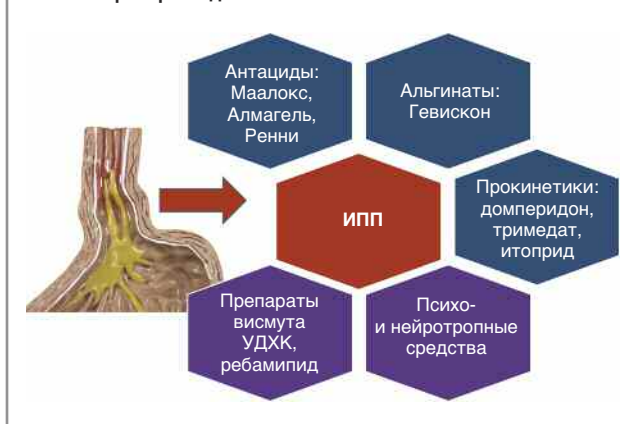 Антациды:
Маалокс,
Алмагель,
Ренни
Альгинаты:
Гевискон
ИПП
Прокинетики:
домперидон,
тримедат,
итоприд
Препараты
висмута
УДХК,
ребамипид
Психо-
и нейротропные
средства